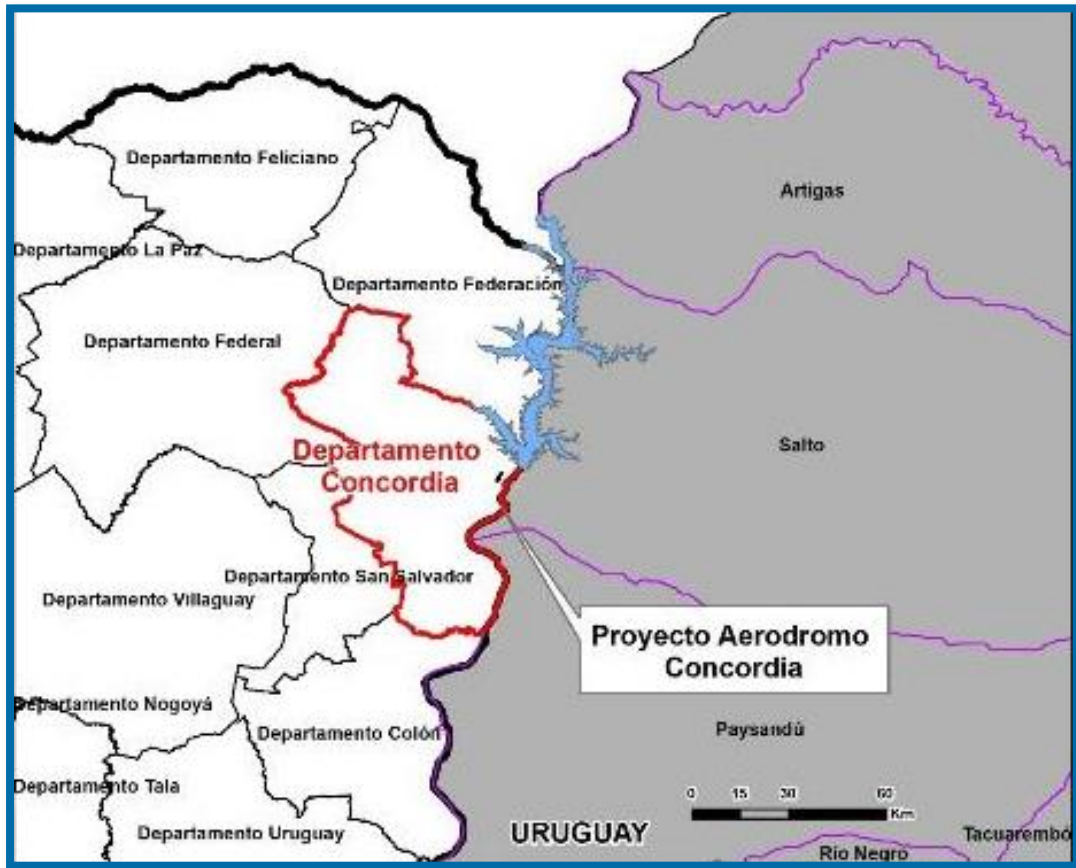 Departamento Feliciano
Artigas
Departamento La Paz
Departamento Federación
Departamento Federal
Departamento
Concordia
Salto
Departamento San Salvador
Departamento Villaguay
Proyecto Aerodromo
Concordia
Departamento Nogoyá
Departamento Colón
Paysandú
Departamento Tala
0 15 30 60
Km
Departamento Uruguay
URUGUAY
Tacuarembó
Río Negro